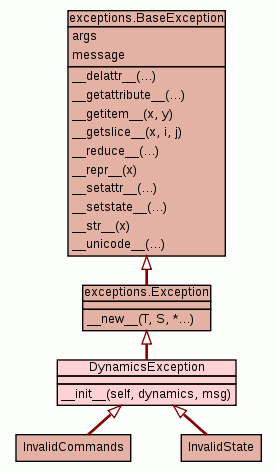 exceptions.BaseException
args
message
__delattr__(...)
__getattribute__(...)
__getitem__(x, y)
__getslice__(x, i, j)
__reduce__(...)
__repr__(x)
__setattr__(...)
__setstate__(...)
__str__(x)
__unicode__(...)
exceptions.Exception
__new__(T, S, *...)
DynamicsException
__init__(self, dynamics, msg)
InvalidCommands
InvalidState